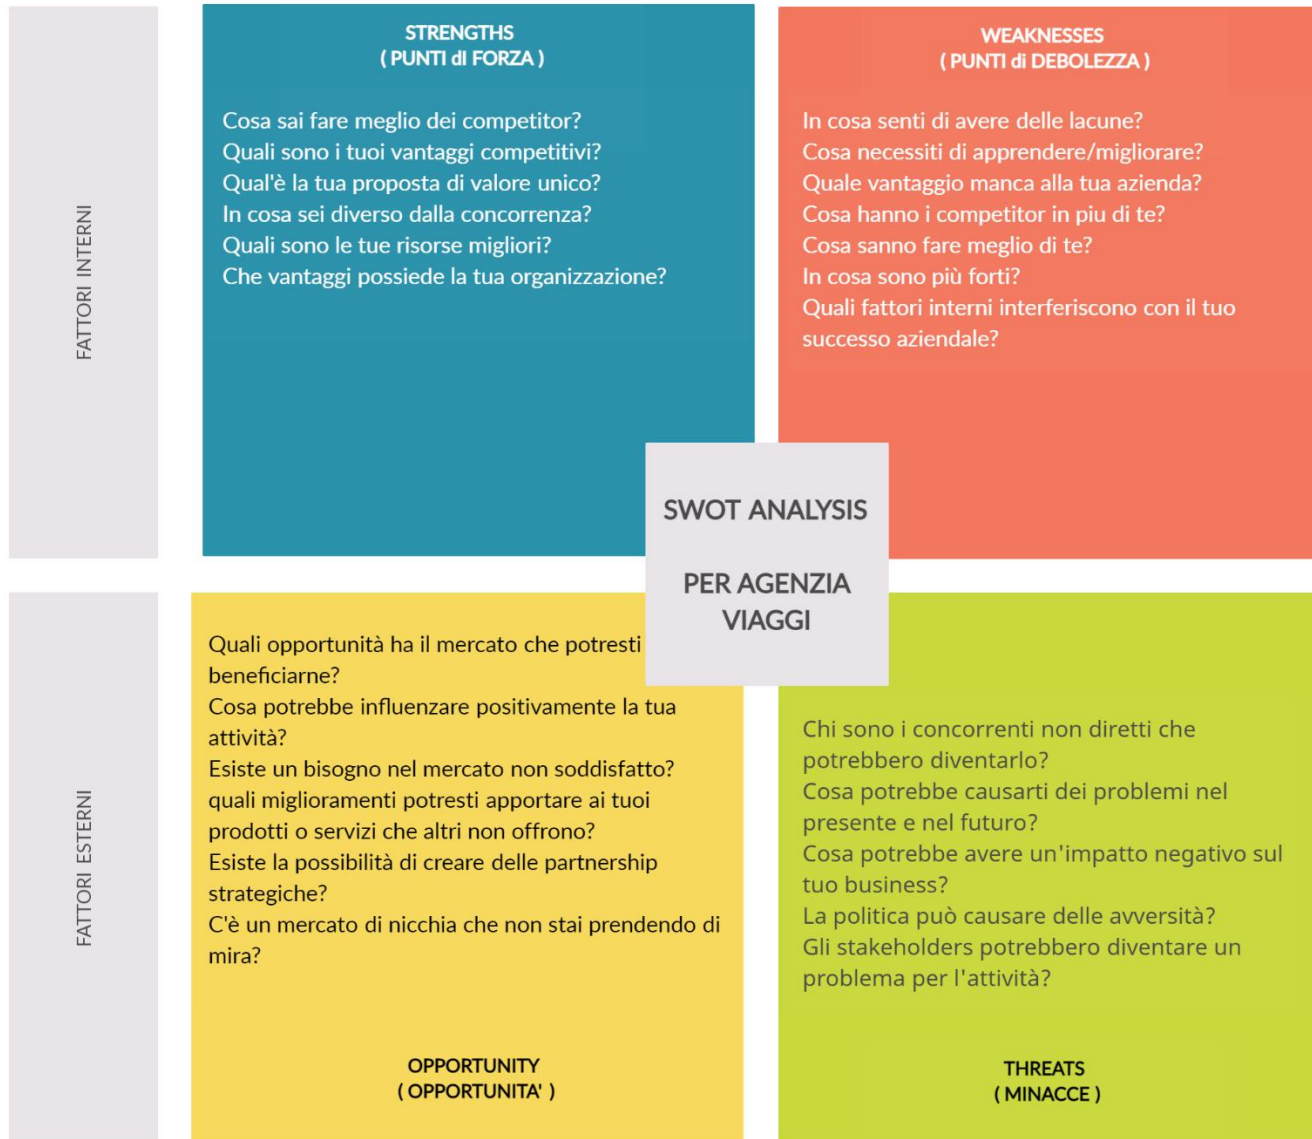 STRENGTHS
( PUNTI dI FORZA )
Cosa sai fare meglio dei competitor?
Quali sono i tuoi vantaggi competitivi?
Qual'è la tua proposta di valore unico?
In cosa sei diverso dalla concorrenza?
Quali sono le tue risorse migliori?
Che vantaggi possiede la tua organizzazione?
WEAKNESSES
( PUNTI di DEBOLEZZA )
In cosa senti di avere delle lacune?
Cosa necessiti di apprendere/migliorare?
Quale vantaggio manca alla tua azienda?
Cosa hanno i competitor in piu di te?
Cosa sanno fare meglio di te?
In cosa sono più forti?
Quali fattori interni interferiscono con il tuo
successo aziendale?
FATTORI INTERNI
SWOT ANALYSIS
PER AGENZIA
VIAGGI
FATTORI ESTERNI
Quali opportunità ha il mercato che potresti
beneficiarne?
Cosa potrebbe influenzare positivamente la tua
attività?
Esiste un bisogno nel mercato non soddisfatto?
quali miglioramenti potresti apportare ai tuoi
prodotti o servizi che altri non offrono?
Esiste la possibilità di creare delle partnership
strategiche?
C'è un mercato di nicchia che non stai prendendo di
mira?
OPPORTUNITY
( OPPORTUNITA' )
Chi sono i concorrenti non diretti che
potrebbero diventarlo?
Cosa potrebbe causarti dei problemi nel
presente e nel futuro?
Cosa potrebbe avere un'impatto negativo sul
tuo business?
La politica può causare delle avversità?
Gli stakeholders potrebbero diventare un
problema per l'attività?
THREATS
( MINACCE )